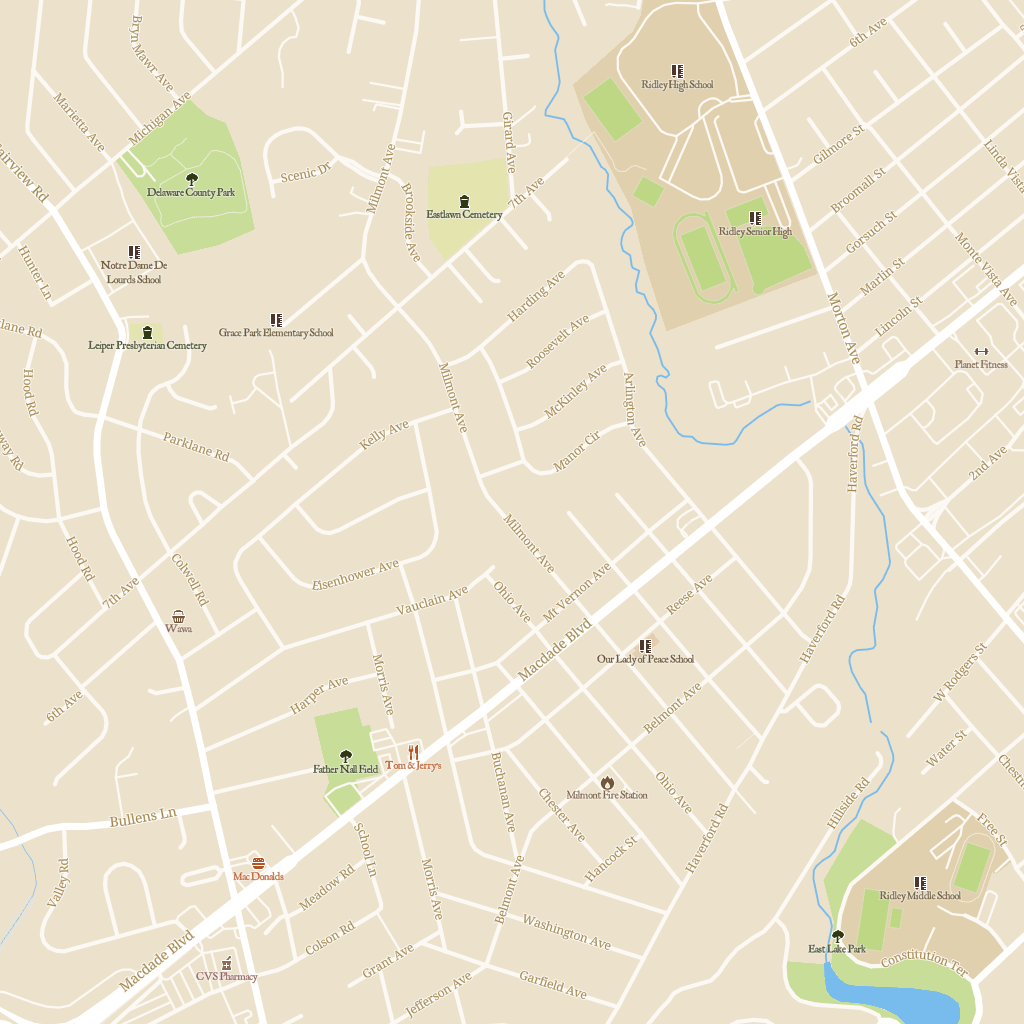 Bryn Mawr Ave
6th Ave
Ridley High School
Marietta Ave
Michigan Ave
Girard Ave
Gilmore St
Linda Vista
Fairview Rd
Scenic Dr
Milmont Ave
Brookside Ave
Delaware County Park
Eastlawn Cemetery
7th Ave
Broomall St
Ridley Senior High
Gorsuch St
Monte Vista Ave
Hunter Ln
Notre Dame De
Lourds School
Marlin St
Harding Ave
Lincoln St
Morton Ave
lane Rd
Leiper Presbyterian Cemetery
Grace Park Elementary School
Roosevelt Ave
Planet Fitness
Hood Rd
Milmont Ave
McKinley Ave
Arlington Ave
Kelly Ave
Parklane Rd
Manor Cir
Haverford Rd
2nd Ave
way Rd
Milmont Ave
Hood Rd
Colwell Rd
Eisenhower Ave
7th Ave
Vauclain Ave
Ohio Ave
Mt Vernon Ave
Reese Ave
Wawa
Macdade Blvd
Our Lady of Peace School
Haverford Rd
W Rodgers St
Morris Ave
Harper Ave
6th Ave
Belmont Ave
Water St
Father Nall Field
Tom & Jerry's
Buchanan Ave
Milmont Fire Station
Ohio Ave
Chestn
Bullens Ln
Chester Ave
Hillside Rd
Free St
School Ln
Hancock St
Haverford Rd
Valley Rd
MacDonalds
Meadow Rd
Morris Ave
Belmont Ave
Ridley Middle School
Macdade Blvd
Colson Rd
Washington Ave
East Lake Park
CVS Pharmacy
Grant Ave
Constitution Ter
Jefferson Ave
Garfield Ave